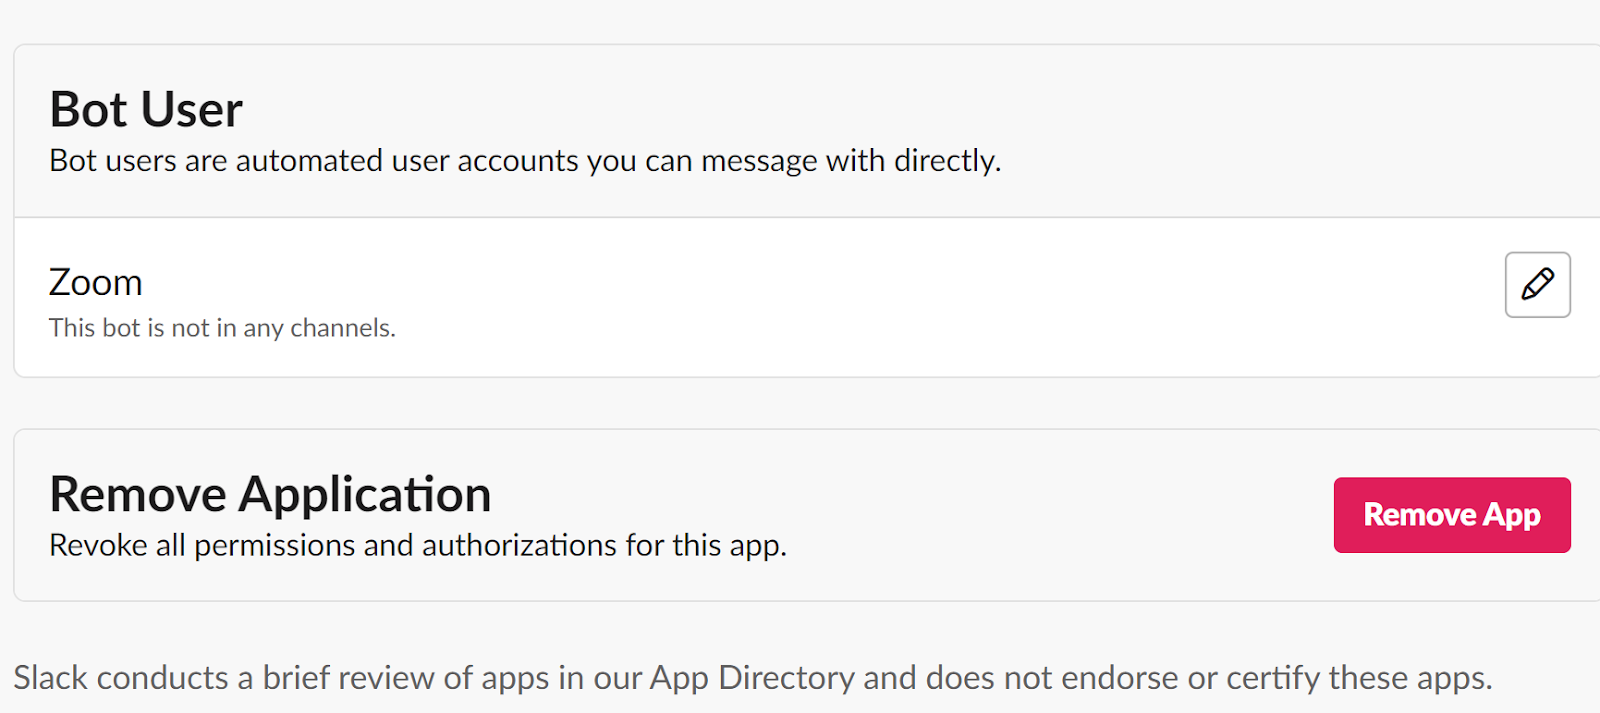 Bot User
Bot users are automated user accounts you can message with directly.
Zoom
This bot is not in any channels.
Remove Application
Revoke all permissions and authorizations for this app.
Remove App
Slack conducts a brief review of apps in our App Directory and does not endorse or certify these apps.